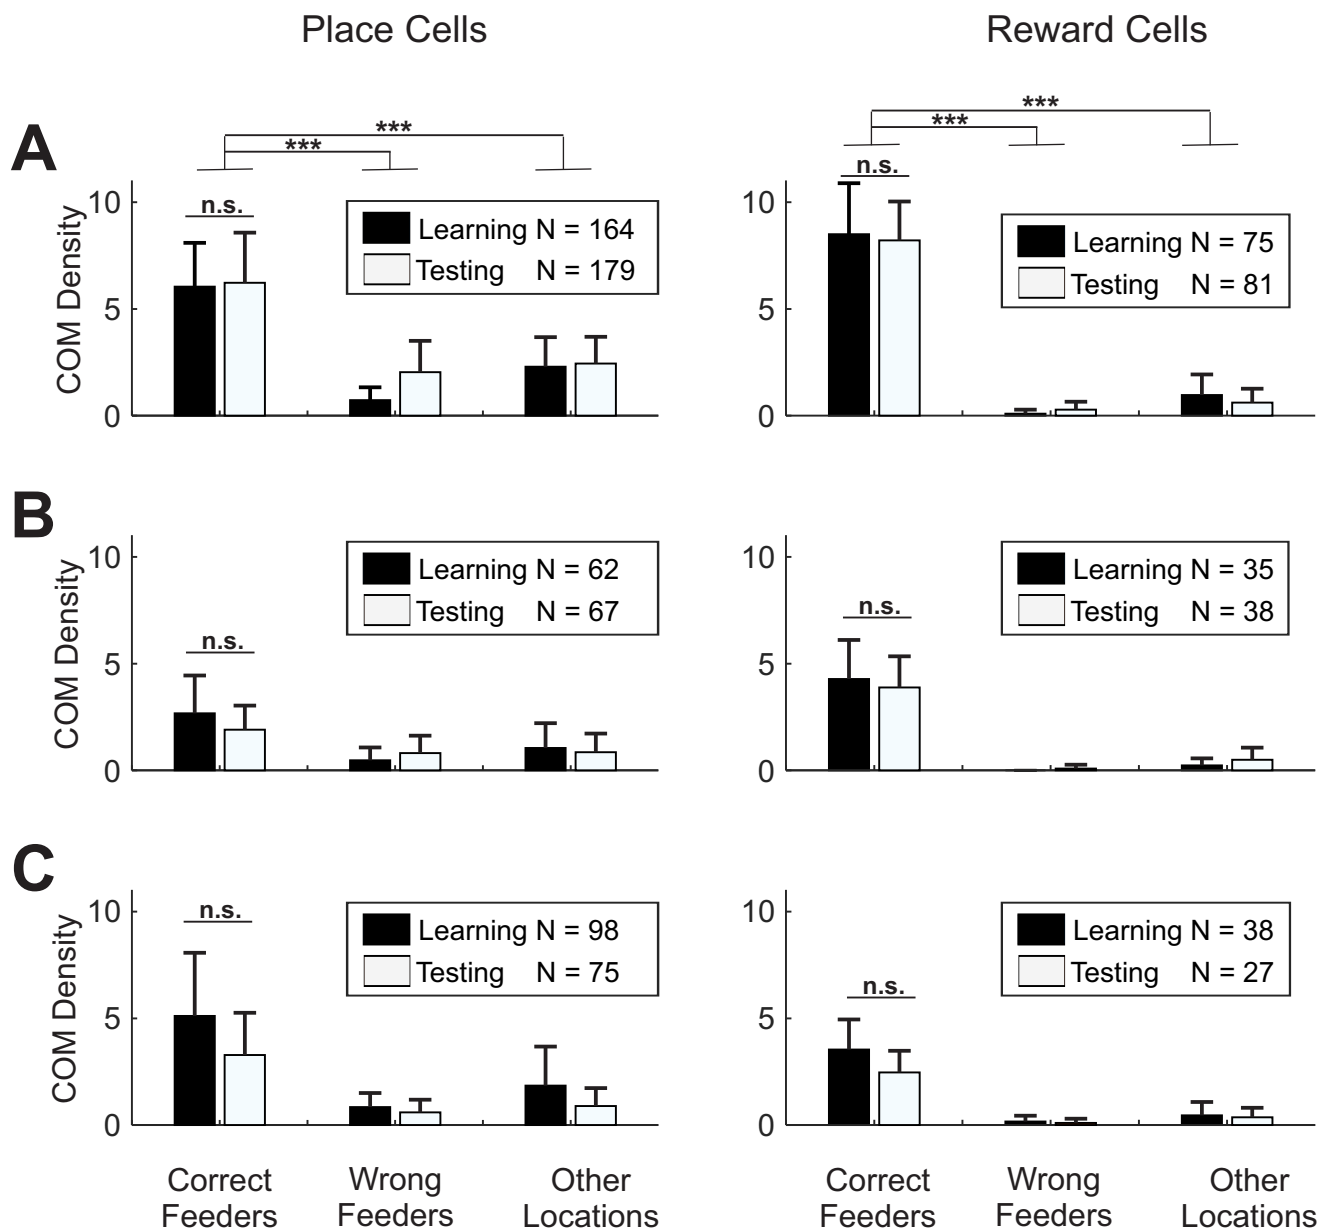 Place Cells
Reward Cells
A
***
***
n.s.
COM Density
10
5
0
Learning N = 164
Testing N = 179
***
***
n.s.
10
5
0
Learning N = 75
Testing N = 81
B
n.s.
COM Density
10
5
0
Learning N = 62
Testing N = 67
n.s.
10
5
0
Learning N = 35
Testing N = 38
C
n.s.
COM Density
10
5
0
Learning N = 98
Testing N = 75
n.s.
10
5
0
Learning N = 38
Testing N = 27
Correct
Feeders
Wrong
Feeders
Other
Locations
Correct
Feeders
Wrong
Feeders
Other
Locations